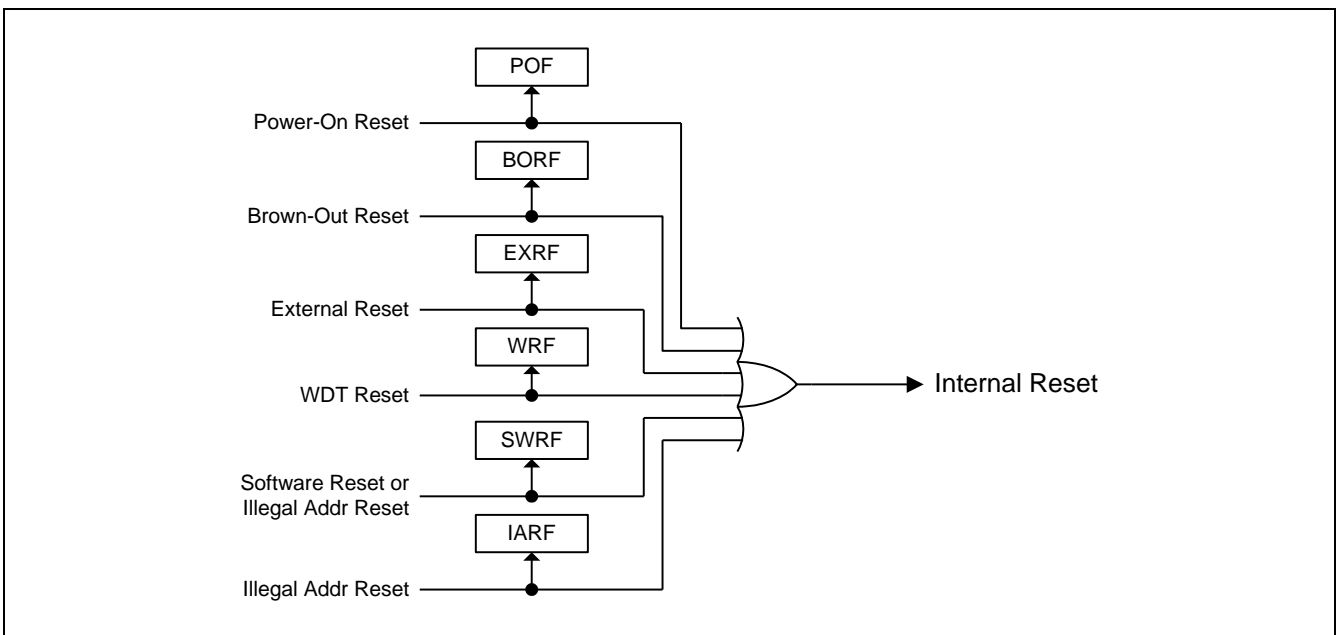 POF
Power-On Reset
BORF
Brown-Out Reset
EXRF
External Reset
WRF
WDT Reset
Internal Reset
SWRF
Software Reset or
Illegal Addr Reset
IARF
Illegal Addr Reset